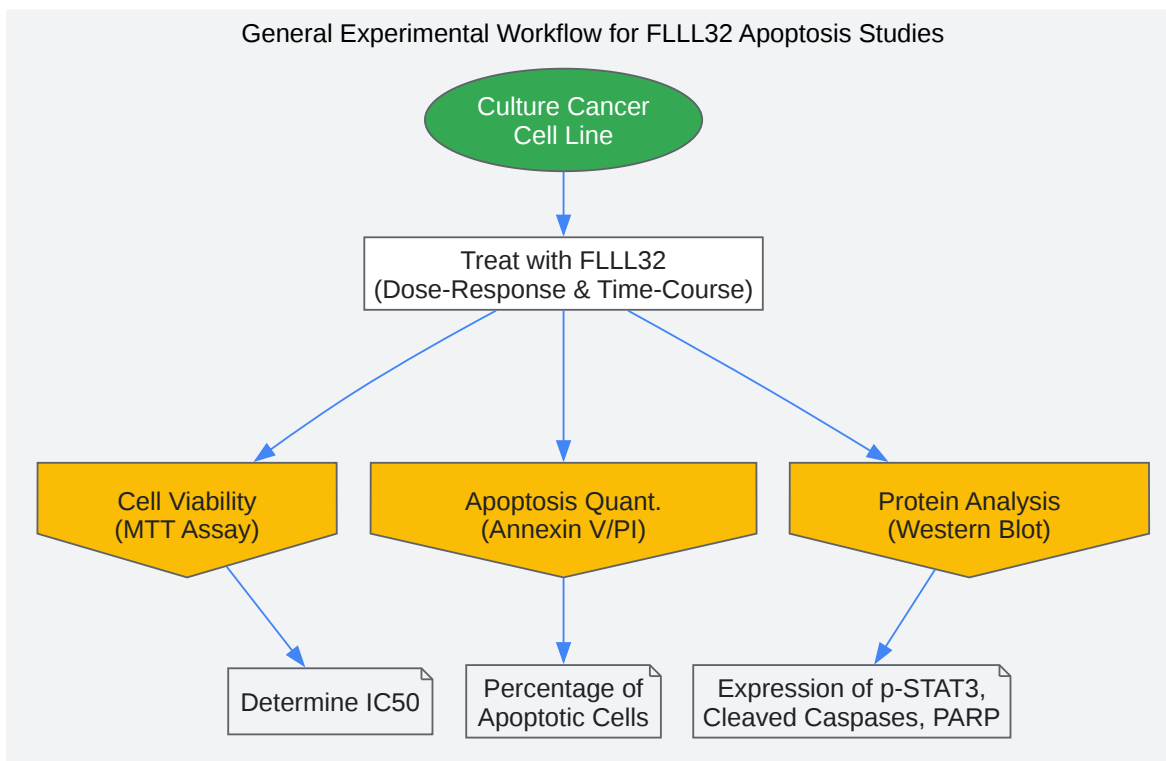 General Experimental Workflow for FLLL32 Apoptosis Studies
Culture Cancer
Cell Line
Treat with FLLL32
(Dose-Response & Time-Course)
Cell Viability
(MTT Assay)
Apoptosis Quant.
(Annexin V/PI)
Protein Analysis
(Western Blot)
Determine IC50
Percentage of
Apoptotic Cells
Expression of p-STAT3,
Cleaved Caspases, PARP